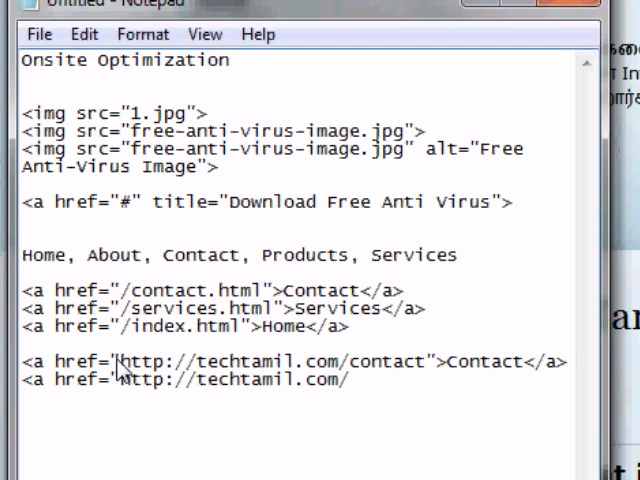 Untitled - Notepad
File Edit Format View Help
Onsite Optimization
<img src="1.jpg">
<img src="free-anti-virus-image.jpg">
<img src="free-anti-virus-image.jpg" alt="Free
Anti-Virus Image">
<a href="#" title="Download Free Anti Virus">
Home, About, Contact, Products, Services
<a href="/contact.html">Contact</a>
<a href="/services.html">Services</a>
<a href="/index.html">Home</a>
<a href="http://techtamil.com/contact">Contact</a>
<a href="http://techtamil.com/